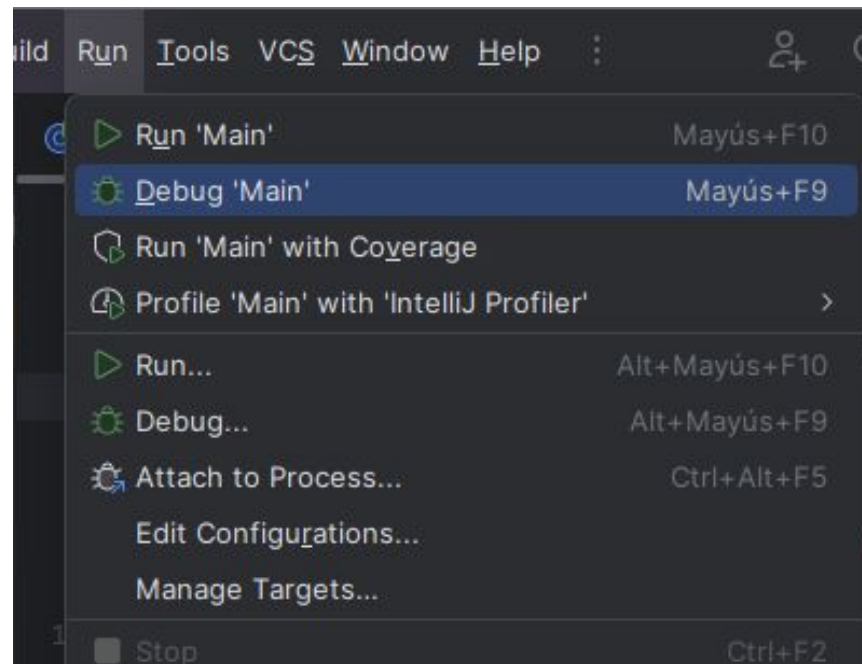 uild Run Tools VCS Window Help
Run 'Main' Mayús+F10
Debug 'Main' Mayús+F9
Run 'Main' with Coverage
Profile 'Main' with 'IntelliJ Profiler'
Run... Alt+Mayús+F10
Debug... Alt+Mayús+F9
Attach to Process... Ctrl+Alt+F5
Edit Configurations...
Manage Targets...
1
Stop Ctrl+F2